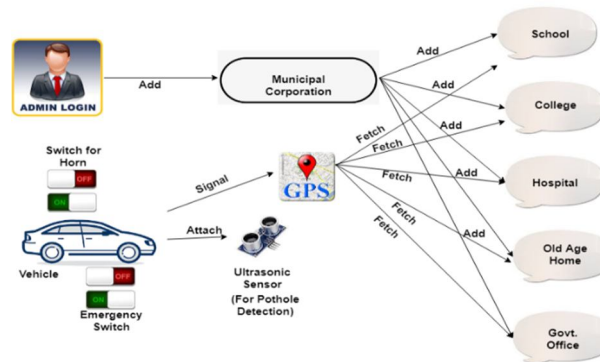 School
Add
ADMIN LOGIN
Add
Municipal
Corporation
Add
College
Switch for
Horn
OFF
ON
Fetch
Fetch
Add
Signal
GPS
Fetch
Add
Hospital
Attach
Fetch
Fetch
Add
Old Age
Home
Vehicle
OFF
ON
Emergency
Switch
Ultrasonic
Sensor
(For Pothole
Detection)
Govt.
Office